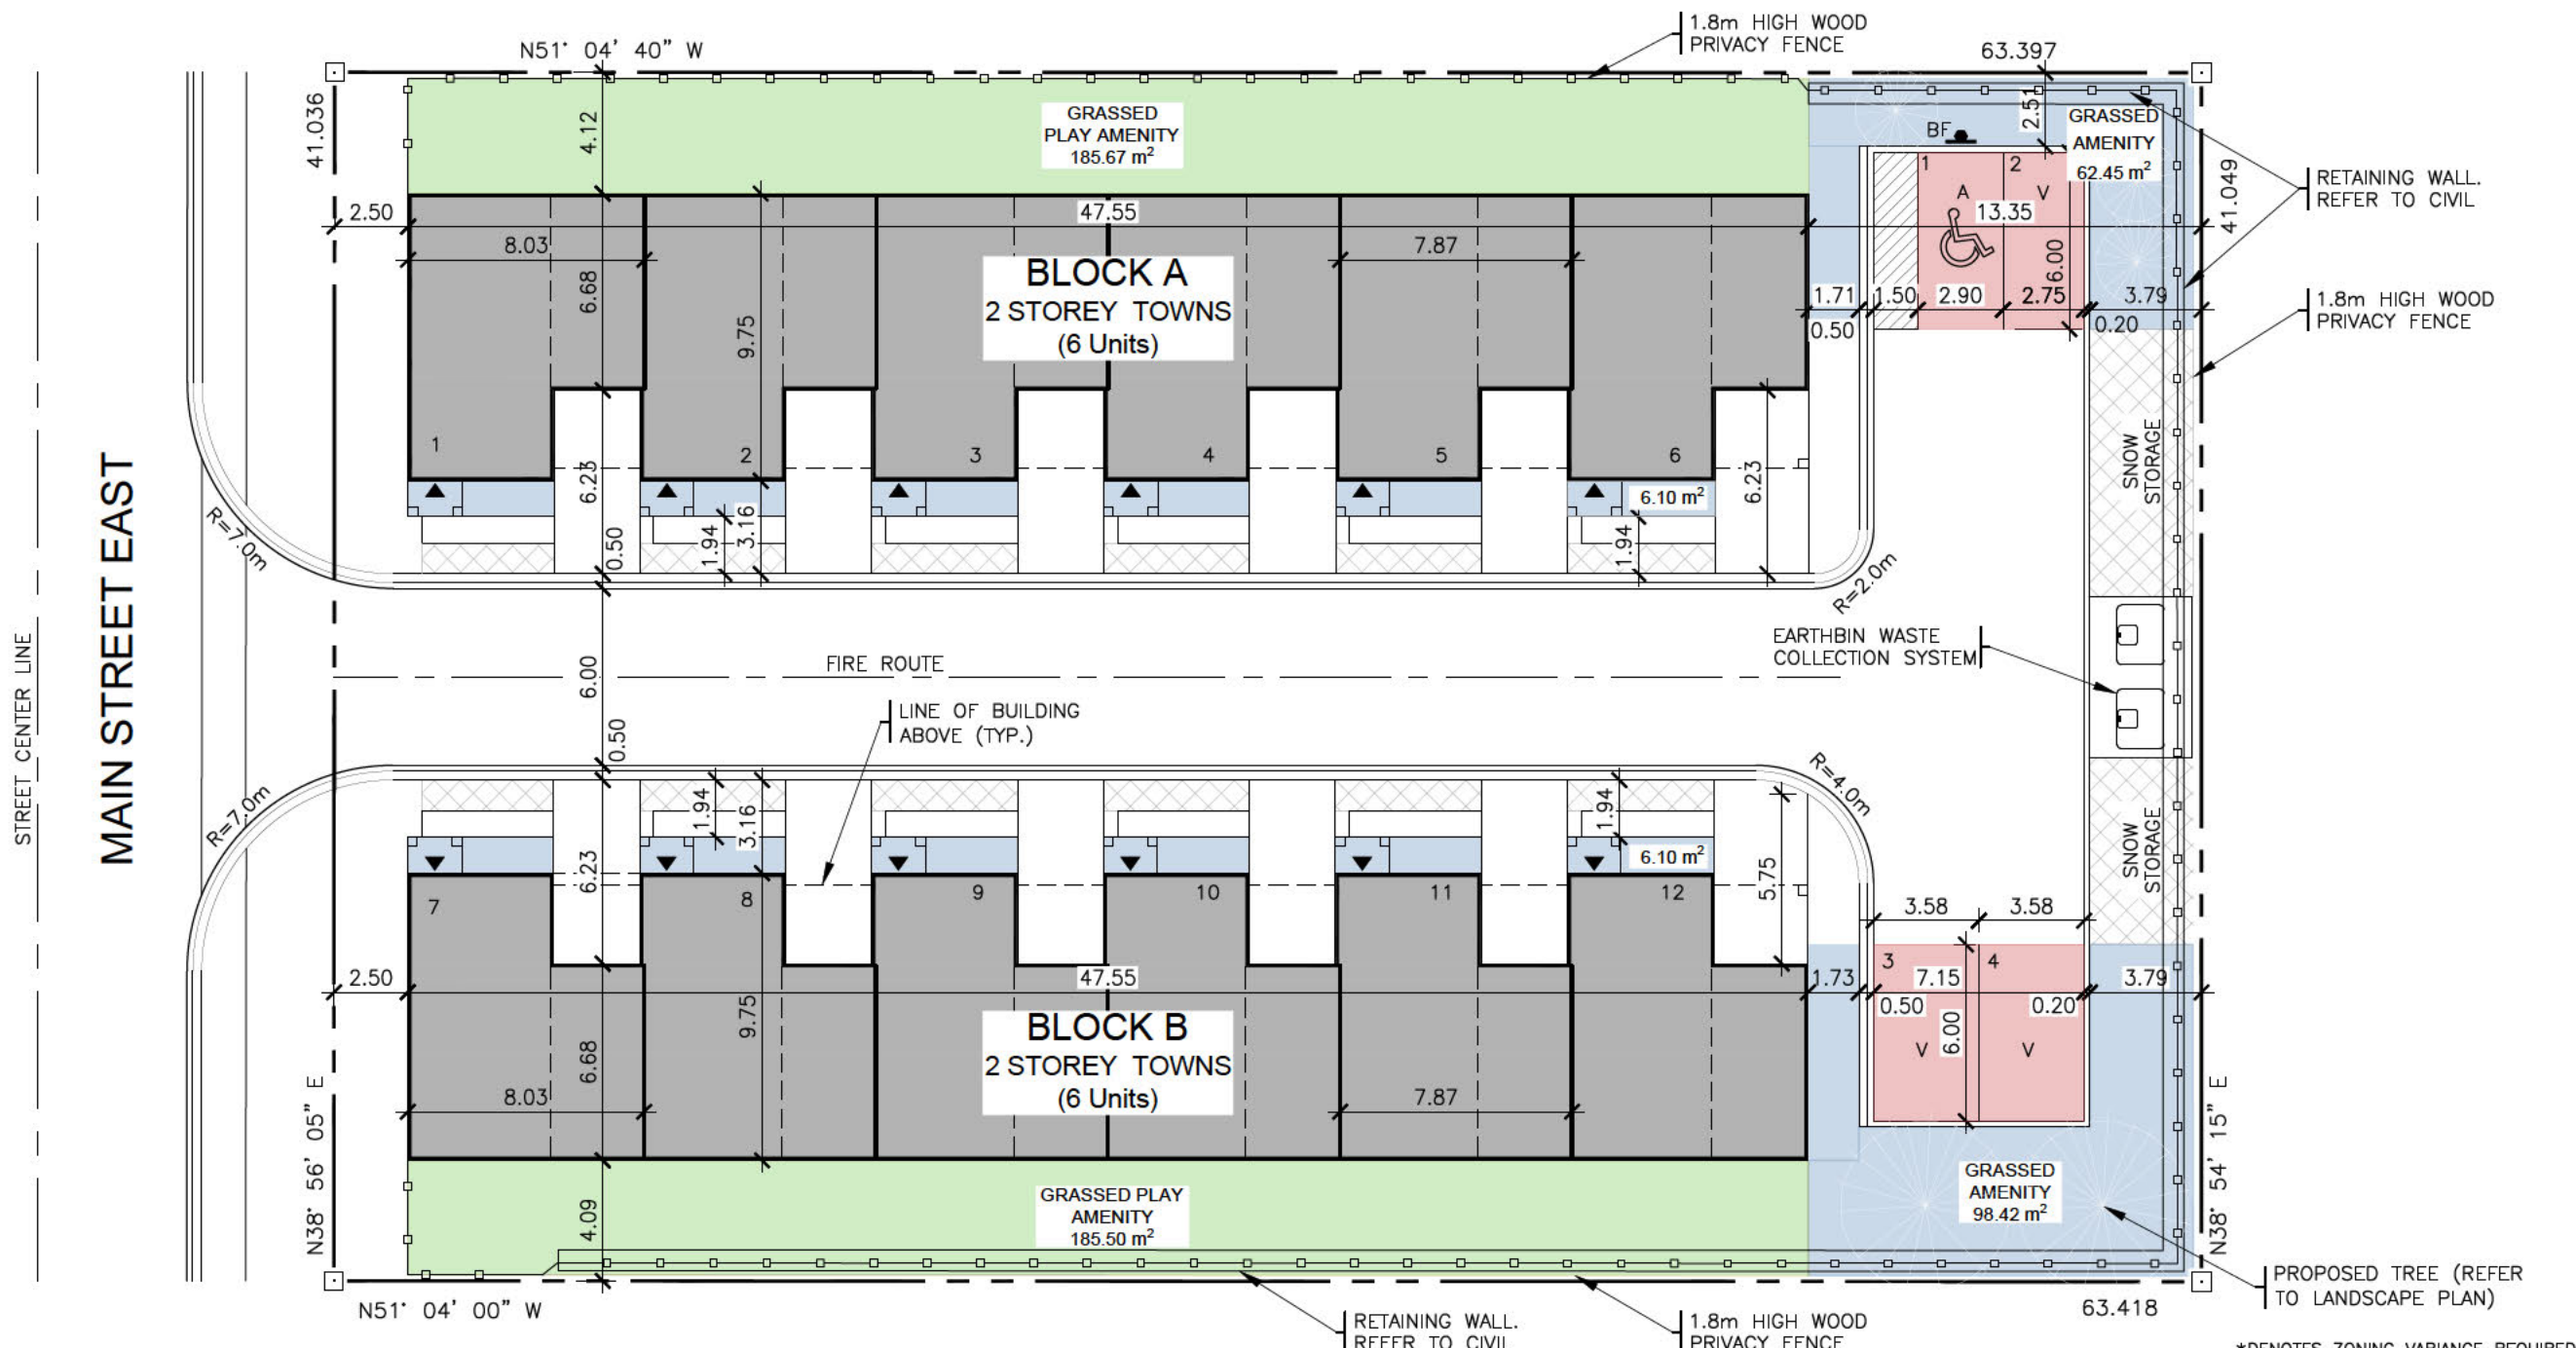 1.8m HIGH WOOD
PRIVACY FENCE
N51° 04' 40" W
63.397
41.036
4.12
GRASSED
PLAY AMENITY
185.67 m²
2.51
GRASSED
AMENITY
62.45 m²
BF
1
2
A
V
RETAINING WALL.
REFER TO CIVIL
41.049
2.50
47.55
13.35
8.03
7.87
6.68
9.75
BLOCK A
2 STOREY TOWNS
(6 Units)
6.00
1.71
1.50
2.90
2.75
3.79
0.50
0.20
1.8m HIGH WOOD
PRIVACY FENCE
1
2
3
4
5
6
SNOW
STORAGE
6.23
6.23
6.10 m²
R=7.0m
0.50
1.94
3.16
1.94
R=2.0m
MAIN STREET EAST
STREET CENTER LINE
EARTHBIN WASTE
COLLECTION SYSTEM
FIRE ROUTE
6.00
LINE OF BUILDING
ABOVE (TYP.)
0.50
R=7.0m
R=4.0m
1.94
3.16
1.94
6.23
6.10 m²
5.75
SNOW
STORAGE
7
8
9
10
11
12
3.58
3.58
2.50
47.55
1.73
3
7.15
4
3.79
0.50
0.20
6.68
9.75
BLOCK B
2 STOREY TOWNS
(6 Units)
6.00
V
V
8.03
7.87
N38° 56' 05" E
N38° 54' 15" E
4.09
GRASSED PLAY
AMENITY
185.50 m²
GRASSED
AMENITY
98.42 m²
PROPOSED TREE (REFER
TO LANDSCAPE PLAN)
N51° 04' 00" W
63.418
RETAINING WALL.
REFER TO CIVIL
1.8m HIGH WOOD
PRIVACY FENCE
*DENOTES ZONING VARIANCE REQUIRED